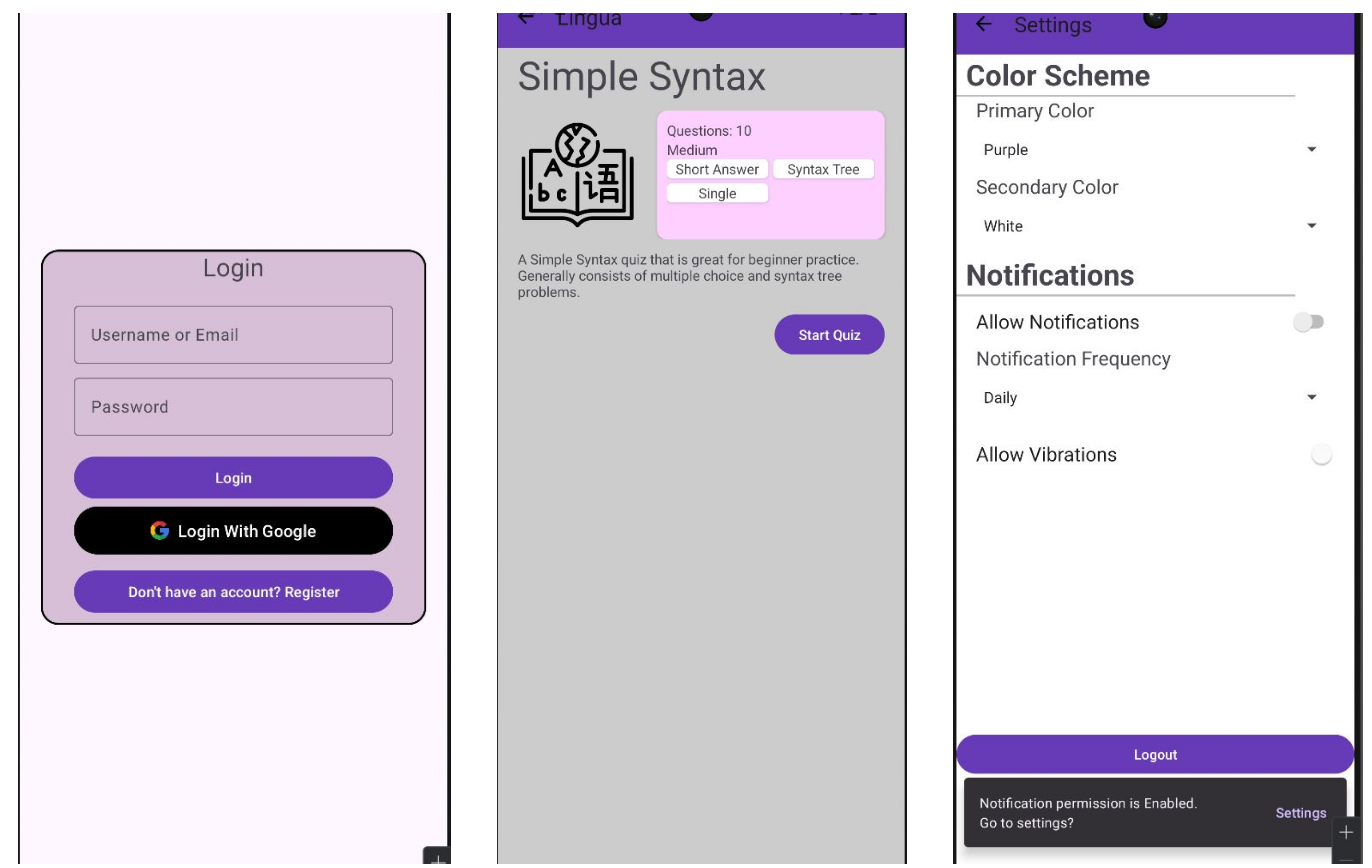 Login
Username or Email
Password
Login
G Login With Google
Don't have an account? Register
Lingua
Simple Syntax
A
bc
语
Questions: 10
Medium
Short Answer
Syntax Tree
Single
A Simple Syntax quiz that is great for beginner practice.
Generally consists of multiple choice and syntax tree
problems.
Start Quiz
Settings
Color Scheme
Primary Color
Purple
Secondary Color
White
Notifications
Allow Notifications
Notification Frequency
Daily
Allow Vibrations
Logout
Notification permission is Enabled.
Go to settings?
Settings